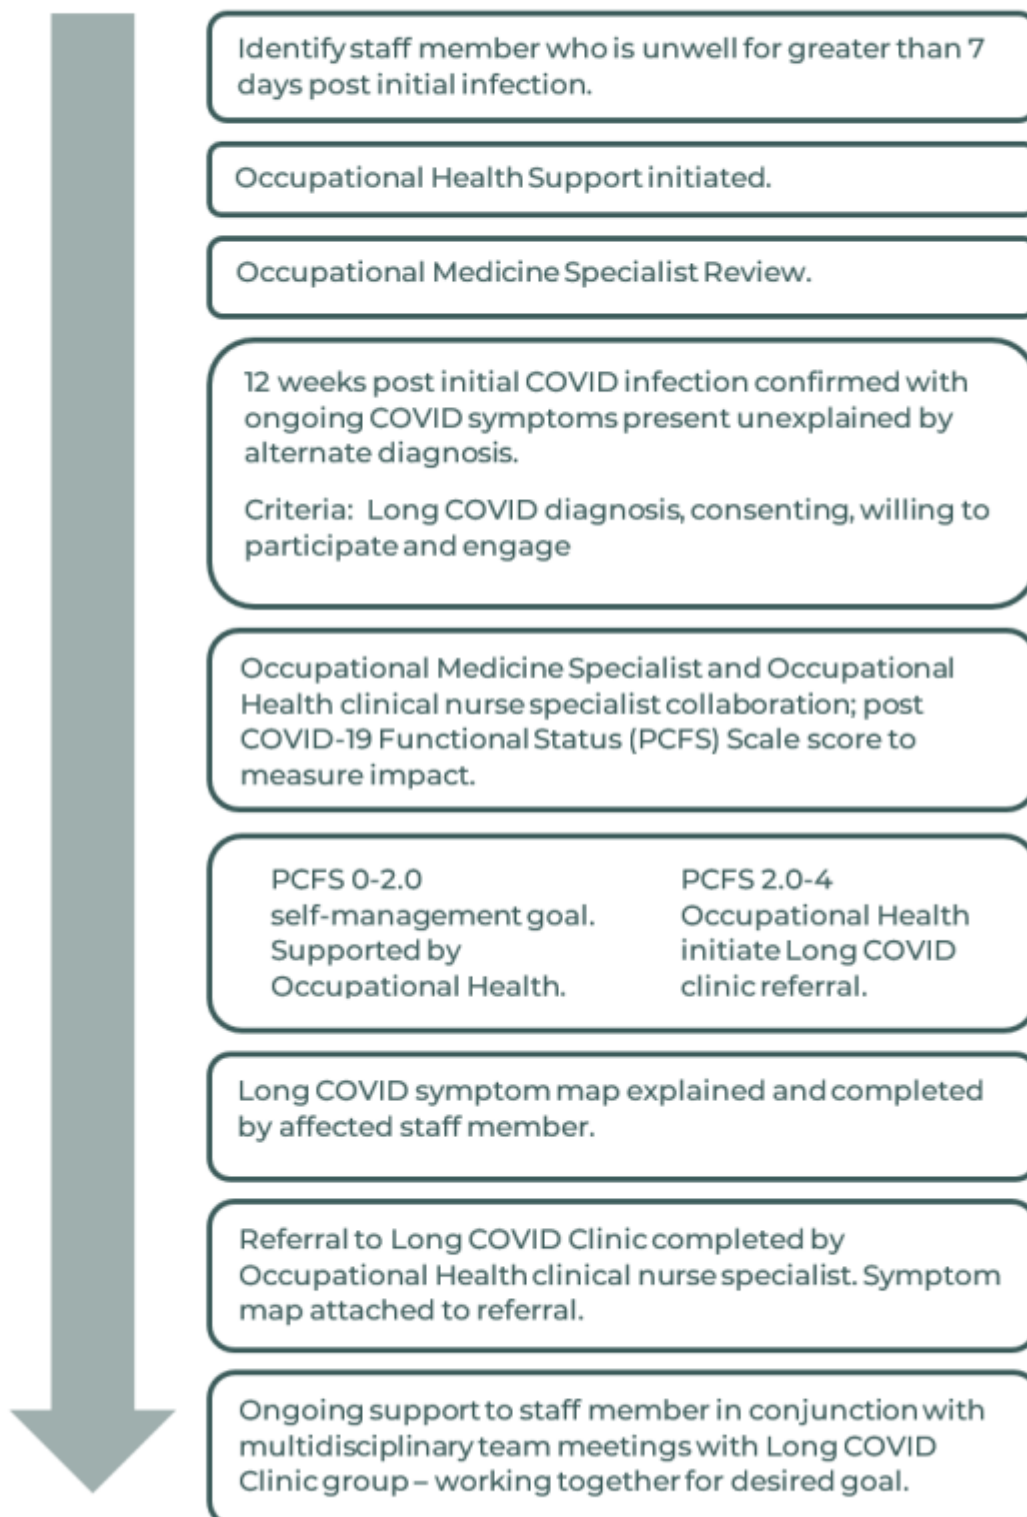 Identify staff member who is unwell for greater than 7
days post initial infection.
Occupational Health Support initiated.
Occupational Medicine Specialist Review.
12 weeks post initial COVID infection confirmed with
ongoing COVID symptoms present unexplained by
alternate diagnosis.
Criteria: Long COVID diagnosis, consenting, willing to
participate and engage
Occupational Medicine Specialist and Occupational
Health clinical nurse specialist collaboration; post
COVID-19 Functional Status (PCFS) Scale score to
measure impact.
PCFS 0-2.0
self-management goal.
Supported by
Occupational Health.
PCFS 2.0-4
Occupational Health
initiate Long COVID
clinic referral.
Long COVID symptom map explained and completed
by affected staff member.
Referral to Long COVID Clinic completed by
Occupational Health clinical nurse specialist. Symptom
map attached to referral.
Ongoing support to staff member in conjunction with
multidisciplinary team meetings with Long COVID
Clinic group – working together for desired goal.